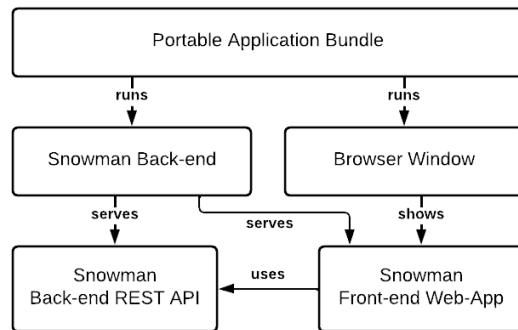 Portable Application Bundle
runs
runs
Snowman Back-end
Browser Window
serves
serves
shows
Snowman
Back-end REST API
uses
Snowman
Front-end Web-App